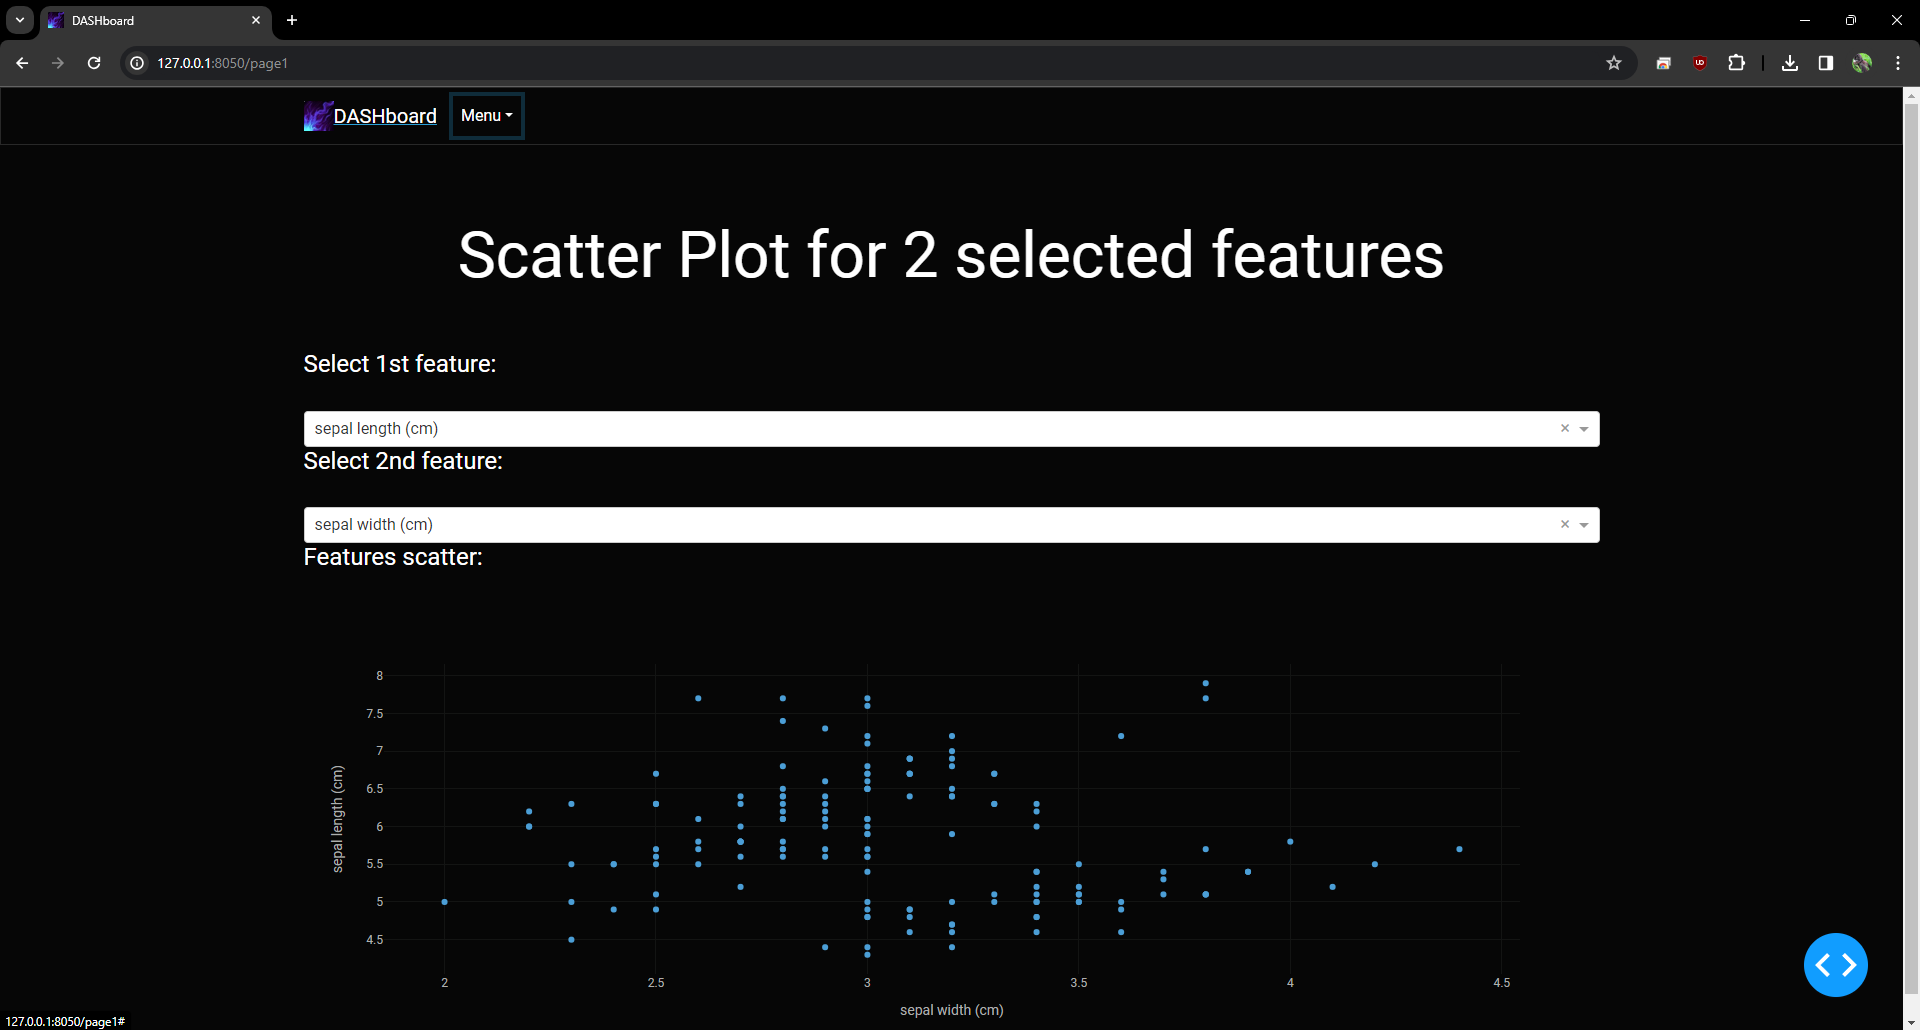 DASHboard
127.0.0.1:8050/page1
DASHboard
Menu
Scatter Plot for 2 selected features
Select 1st feature:
sepal length (cm)
Select 2nd feature:
sepal width (cm)
Features scatter:
8
7.5
7
6.5
6
5.5
5
4.5
sepal length (cm)
2
2.5
3
3.5
4
4.5
sepal width (cm)
127.0.0.1:8050/page1#